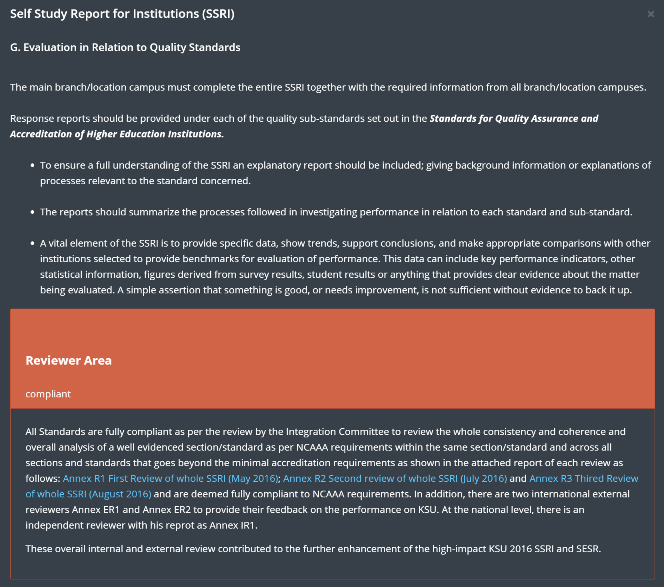 Self Study Report for Institutions (SSRI)
×
G. Evaluation in Relation to Quality Standards
The main branch/location campus must complete the entire SSRI together with the required information from all branch/location campuses.
Response reports should be provided under each of the quality sub-standards set out in the Standards for Quality Assurance and
Accreditation of Higher Education Institutions.
• To ensure a full understanding of the SSRI an explanatory report should be included; giving background information or explanations of
processes relevant to the standard concerned.
• The reports should summarize the processes followed in investigating performance in relation to each standard and sub-standard.
• A vital element of the SSRI is to provide specific data, show trends, support conclusions, and make appropriate comparisons with other
institutions selected to provide benchmarks for evaluation of performance. This data can include key performance indicators, other
statistical information, figures derived from survey results, student results or anything that provides clear evidence about the matter
being evaluated. A simple assertion that something is good, or needs improvement, is not sufficient without evidence to back it up.
Reviewer Area
compliant
All Standards are fully compliant as per the review by the Integration Committee to review the whole consistency and coherence and
overall analysis of a well evidenced section/standard as per NCAAA requirements within the same section/standard and across all
sections and standards that goes beyond the minimal accreditation requirements as shown in the attached report of each review as
follows: Annex R1 First Review of whole SSRI (May 2016); Annex R2 Second review of whole SSRI (July 2016) and Annex R3 Thired Review
of whole SSRI (August 2016) and are deemed fully compliant to NCAAA requirements. In addition, there are two international external
reviewers Annex ER1 and Annex ER2 to provide their feedback on the performance on KSU. At the national level, there is an
independent reviewer with his reprot as Annex IR1.
These overail internal and external review contributed to the further enhancement of the high-impact KSU 2016 SSRI and SESR.